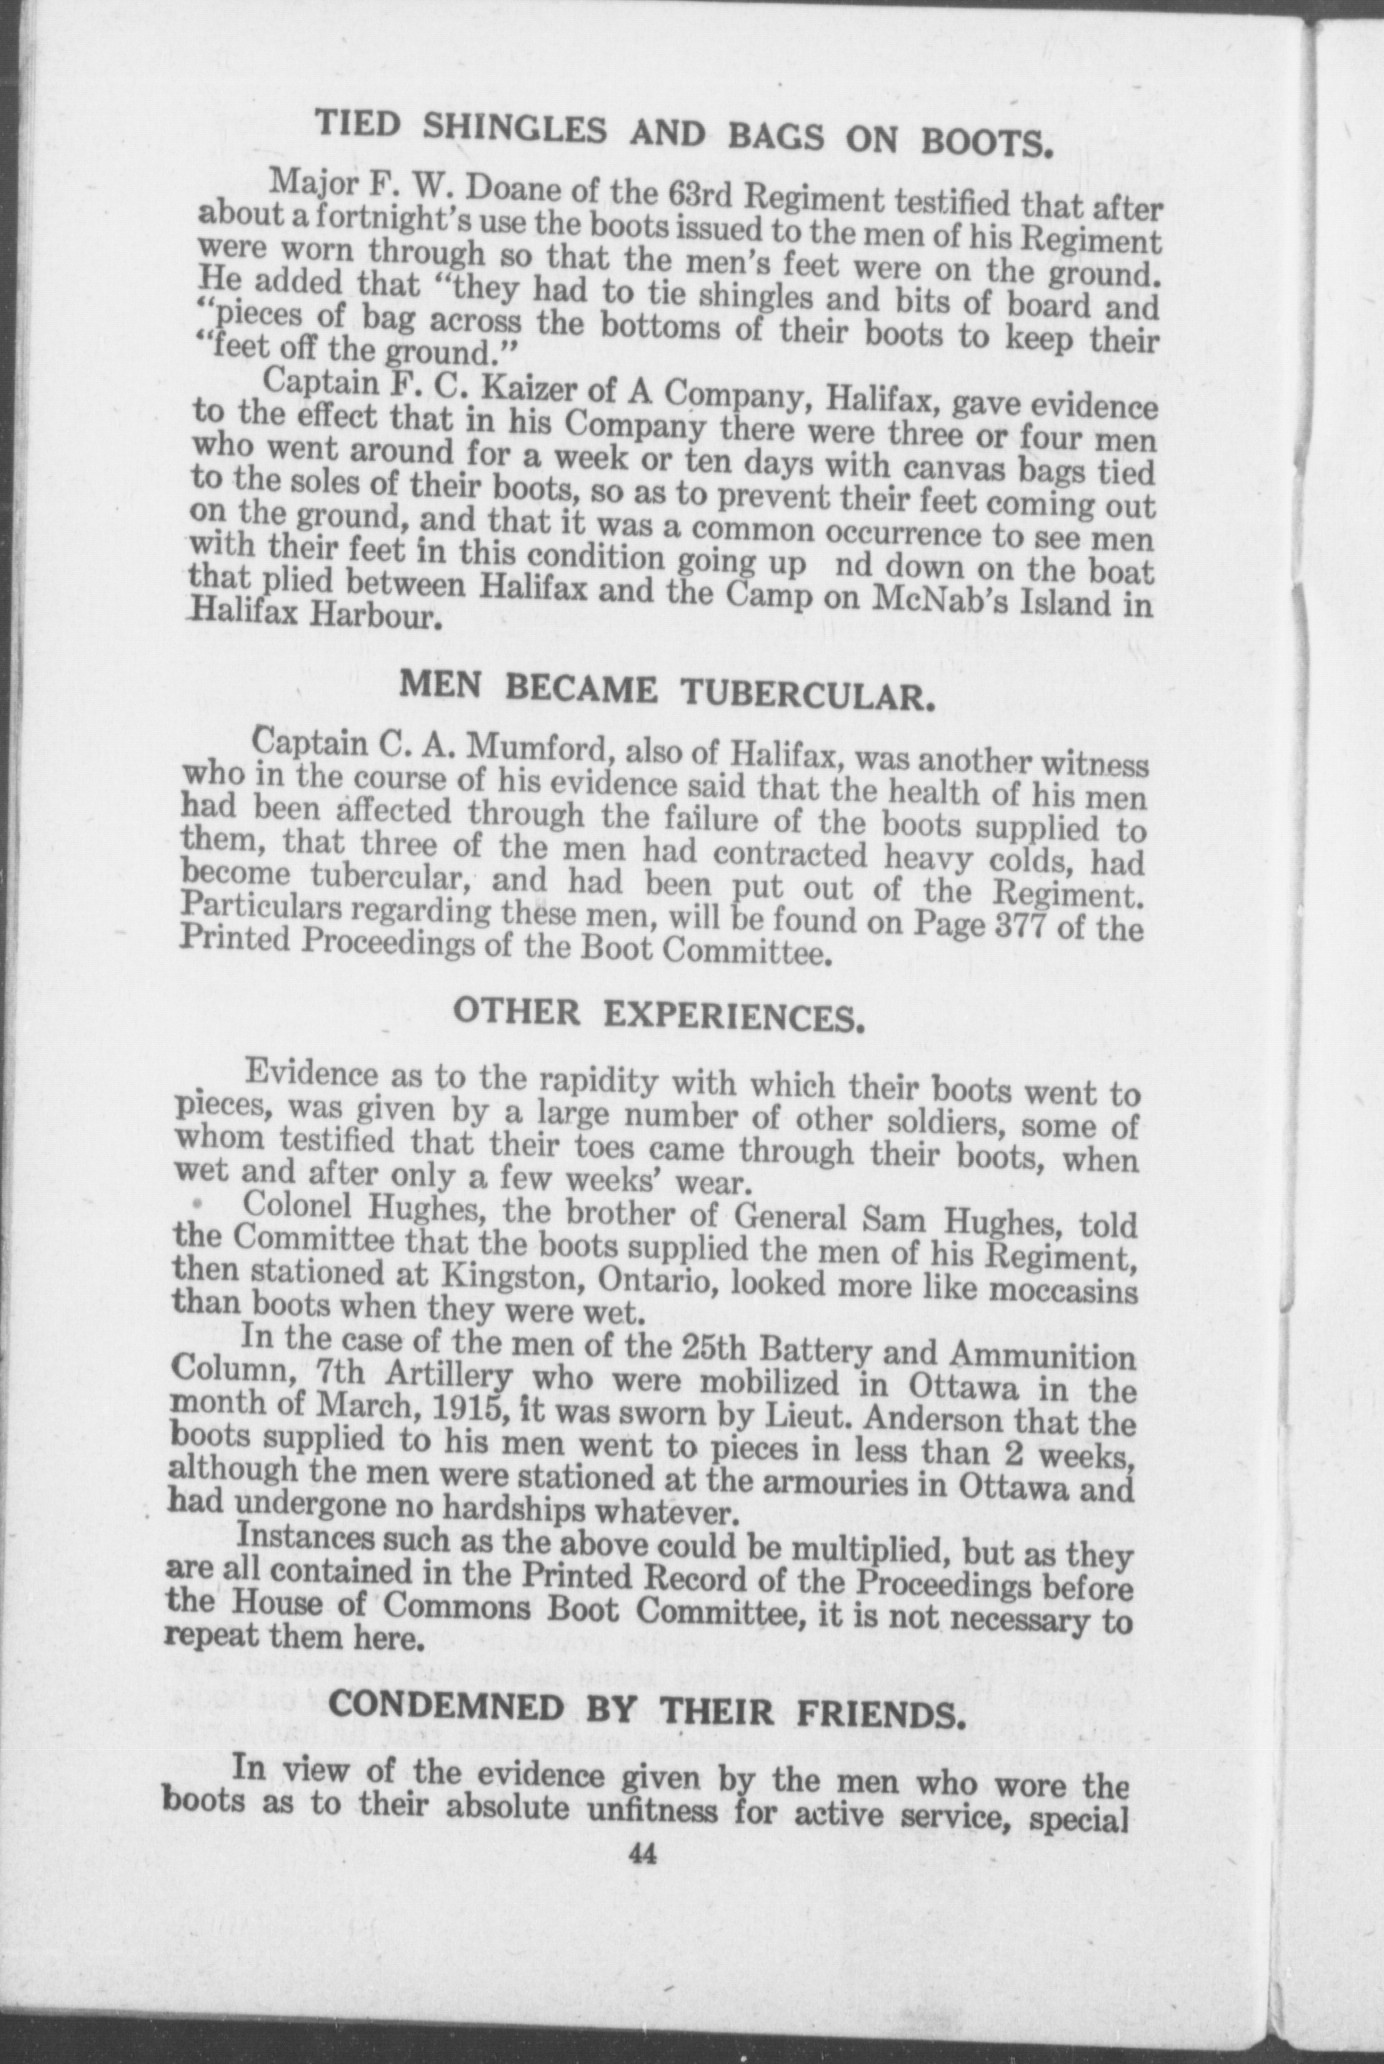 TIED SHINGLES AND BAGS ON BOOTS.
Major F. W. Doane of the 63rd Regiment testified that after
about a fortnight's use the boots issued to the men of his Regiment
were worn through so that the men's feet were on the ground.
He added that "they had to tie shingles and bits of board and
"pieces of bag across the bottoms of their boots to keep their
"feet off the ground."
Captain F. C. Kaizer of A Company, Halifax, gave evidence
to the effect that in his Company there were three or four men
who went around for a week or ten days with canvas bags tied
to the soles of their boots, so as to prevent their feet coming out
on the ground, and that it was a common occurrence to see men
with their feet in this condition going up nd down on the boat
that plied between Halifax and the Camp on McNab's Island in
Halifax Harbour.
MEN BECAME TUBERCULAR.
Captain C. A. Mumford, also of Halifax, was another witness
who in the course of his evidence said that the health of his men
had been affected through the failure of the boots supplied to
them, that three of the men had contracted heavy colds, had
become tubercular, and had been put out of the Regiment.
Particulars regarding these men, will be found on Page 377 of the
Printed Proceedings of the Boot Committee.
OTHER EXPERIENCES.
Evidence as to the rapidity with which their boots went to
pieces, was given by a large number of other soldiers, some of
whom testified that their toes came through their boots, when
wet and after only a few weeks' wear.
Colonel Hughes, the brother of General Sam Hughes, told
the Committee that the boots supplied the men of his Regiment,
then stationed at Kingston, Ontario, looked more like moccasins
than boots when they were wet.
In the case of the men of the 25th Battery and Ammunition
Column, 7th Artillery who were mobilized in Ottawa in the
month of March, 1915, it was sworn by Lieut. Anderson that the
boots supplied to his men went to pieces in less than 2 weeks,
although the men were stationed at the armouries in Ottawa and
had undergone no hardships whatever.
Instances such as the above could be multiplied, but as they
are all contained in the Printed Record of the Proceedings before
the House of Commons Boot Committee, it is not necessary to
repeat them here.
CONDEMNED BY THEIR FRIENDS.
In view of the evidence given by the men who wore the
boots as to their absolute unfitness for active service, special
44